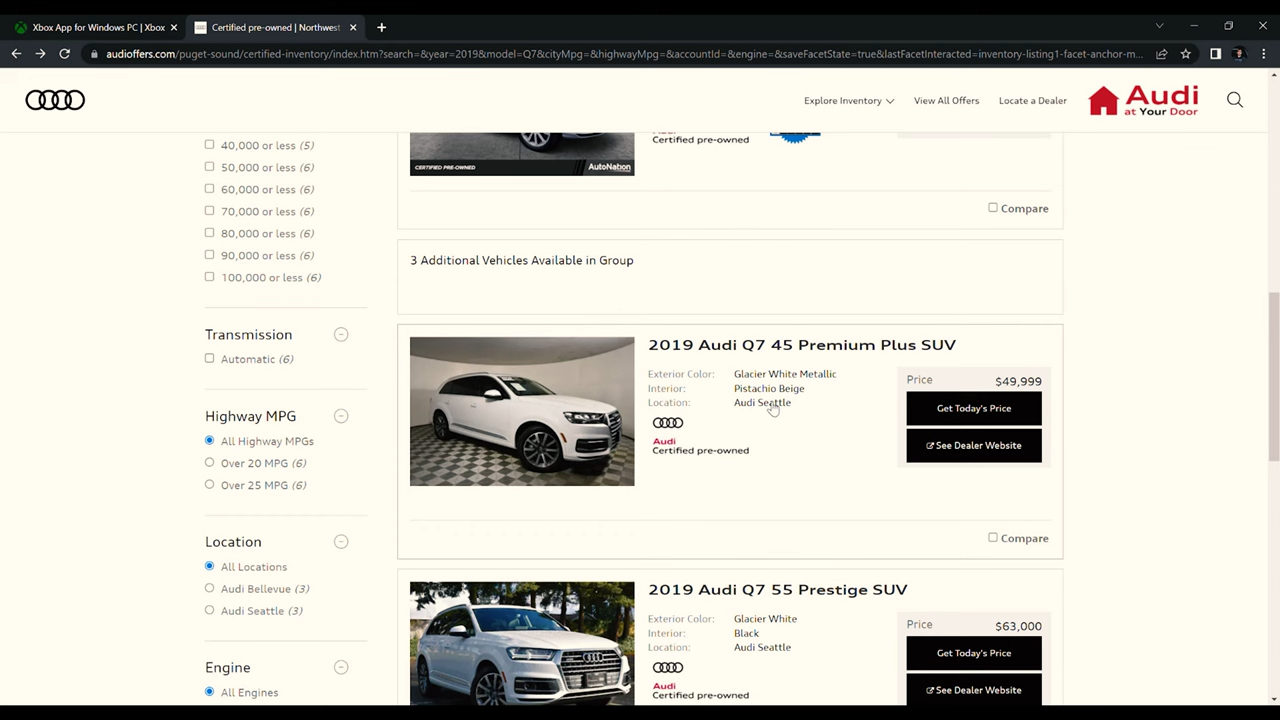 Xbox App for Windows PC | Xbox
Certified pre-owned | Northwest
audioffers.com/puget-sound/certified-inventory/index.htm?search=&year=2019&model=Q7&cityMpg=&highwayMpg=&accountId=&engine=&saveFacetState=true&lastFacetInteracted=inventory-listing1-facet-anchor-m...
Explore Inventory
View All Offers
Locate a Dealer
Audi
at Your Door
40,000 or less (5)
50,000 or less (6)
60,000 or less (6)
70,000 or less (6)
80,000 or less (6)
90,000 or less (6)
100,000 or less (6)
Transmission
Automatic (6)
Highway MPG
All Highway MPGs
Over 20 MPG (6)
Over 25 MPG (6)
Location
All Locations
Audi Bellevue (3)
Audi Seattle (3)
Engine
All Engines
CERTIFIED PRE-OWNED
AutoNation
Certified pre-owned
Compare
3 Additional Vehicles Available in Group
2019 Audi Q7 45 Premium Plus SUV
Exterior Color: Glacier White Metallic
Interior: Pistachio Beige
Location: Audi Seattle
Audi
Certified pre-owned
Price $49,999
Get Today's Price
See Dealer Website
Compare
2019 Audi Q7 55 Prestige SUV
Exterior Color: Glacier White
Interior: Black
Location: Audi Seattle
Audi
Certified pre-owned
Price $63,000
Get Today's Price
See Dealer Website